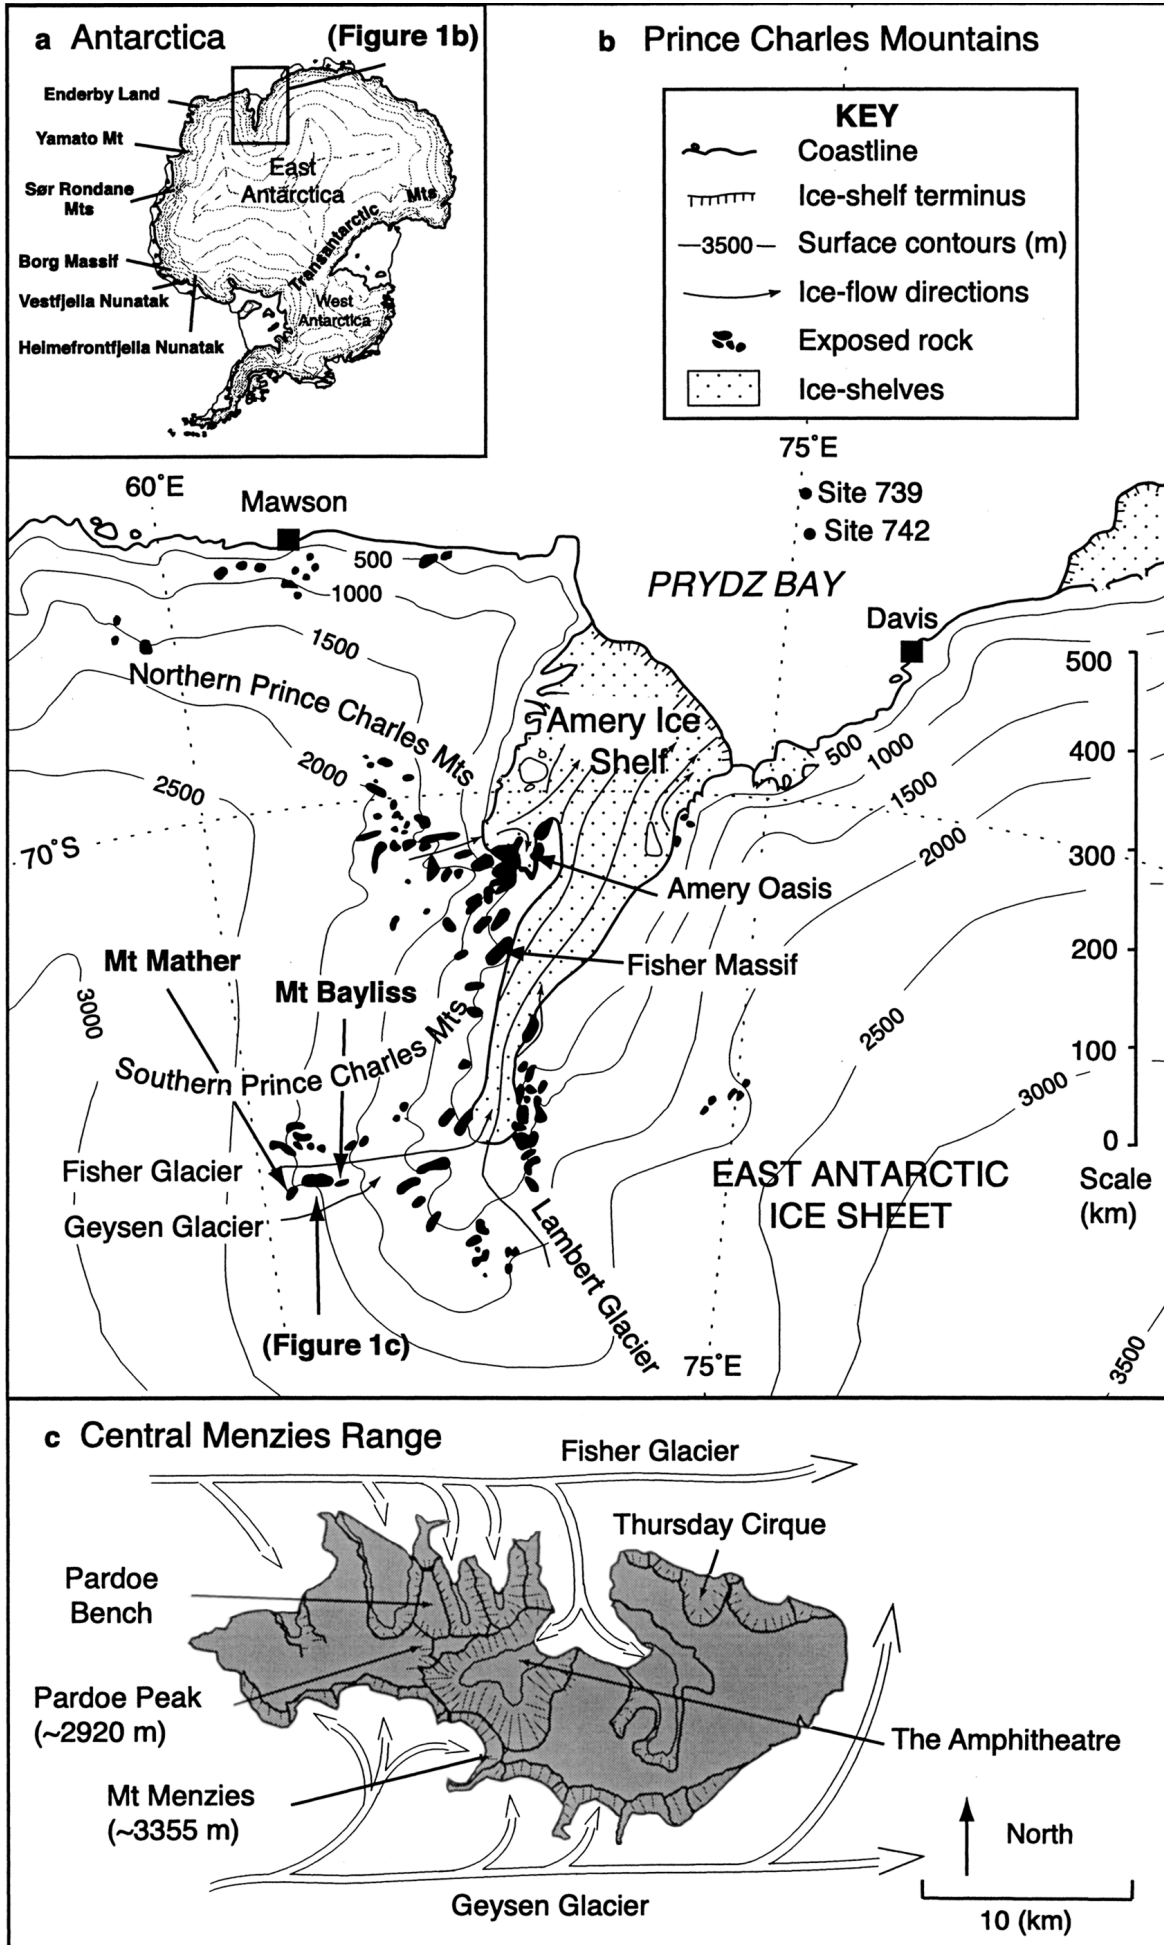 a Antarctica
(Figure 1b)
Enderby Land
Yamato Mt
Sør Rondane
Mts
Borg Massif
Vestfjella Nunatak
Heimefrontfjella Nunatak
East
Antarctica
Transantarctic Mts
West
Antarctica
b Prince Charles Mountains
KEY
Coastline
Ice-shelf terminus
3500
Surface contours (m)
Ice-flow directions
Exposed rock
Ice-shelves
75°E
Site 739
Site 742
60°E
Mawson
500
1000
1500
PRYDZ BAY
Davis
Northern Prince Charles Mts
2000
2500
70°S
Amery Ice
Shelf
500
1000
1500
2000
500
400
300
200
100
0
Scale
(km)
Amery Oasis
Fisher Massif
Mt Mather
Mt Bayliss
3000
2500
3000
Southern Prince Charles Mts
Fisher Glacier
Geysen Glacier
EAST ANTARCTIC
ICE SHEET
Lambert Glacier
(Figure 1c)
75°E
3500
c Central Menzies Range
Fisher Glacier
Thursday Cirque
Pardoe
Bench
Pardoe Peak
(~2920 m)
The Amphitheatre
Mt Menzies
(~3355 m)
North
Geysen Glacier
10 (km)